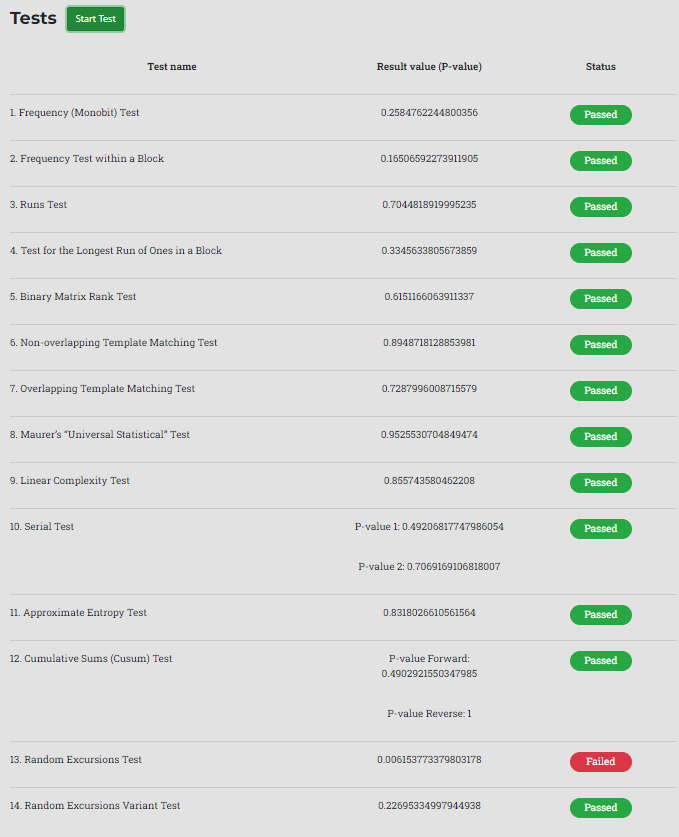 Tests Start Test
Test name Result value (P-value) Status
1. Frequency (Monobit) Test 0.2584762244800356 Passed
2. Frequency Test within a Block 0.16506592273911905 Passed
3. Runs Test 0.7044818919995235 Passed
4. Test for the Longest Run of Ones in a Block 0.3345633805673859 Passed
5. Binary Matrix Rank Test 0.6151166063911337 Passed
6. Non-overlapping Template Matching Test 0.8948718128853981 Passed
7. Overlapping Template Matching Test 0.7287996008715579 Passed
8. Maurer's "Universal Statistical" Test 0.9525530704849474 Passed
9. Linear Complexity Test 0.855743580462208 Passed
10. Serial Test P-value 1: 0.49206817747986054 Passed
P-value 2: 0.7069169106818007
11. Approximate Entropy Test 0.8318026610561564 Passed
12. Cumulative Sums (Cusum) Test P-value Forward: Passed
0.4902921550347985
P-value Reverse: 1
13. Random Excursions Test 0.006153773379803178 Failed
14. Random Excursions Variant Test 0.22695334997944938 Passed